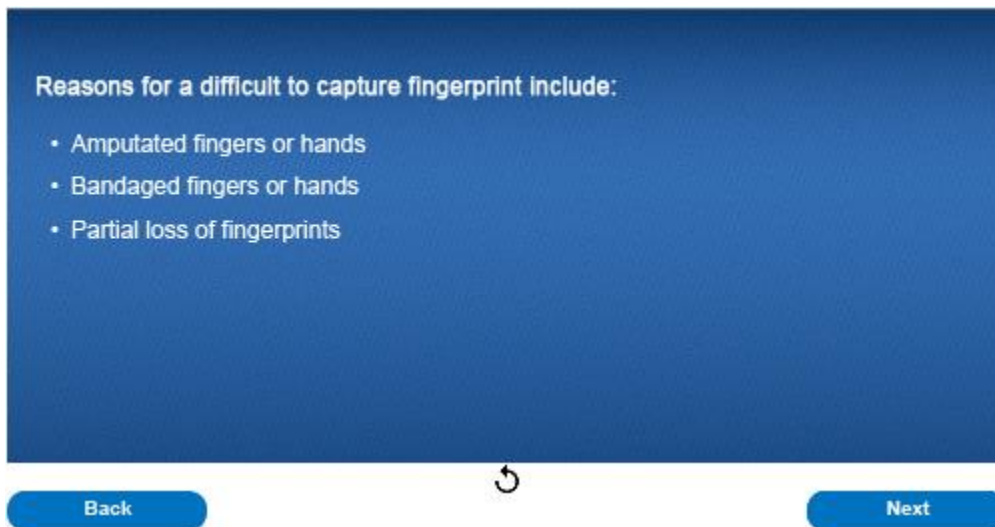 Reasons for a difficult to capture fingerprint include:
• Amputated fingers or hands
• Bandaged fingers or hands
• Partial loss of fingerprints
Back
Next